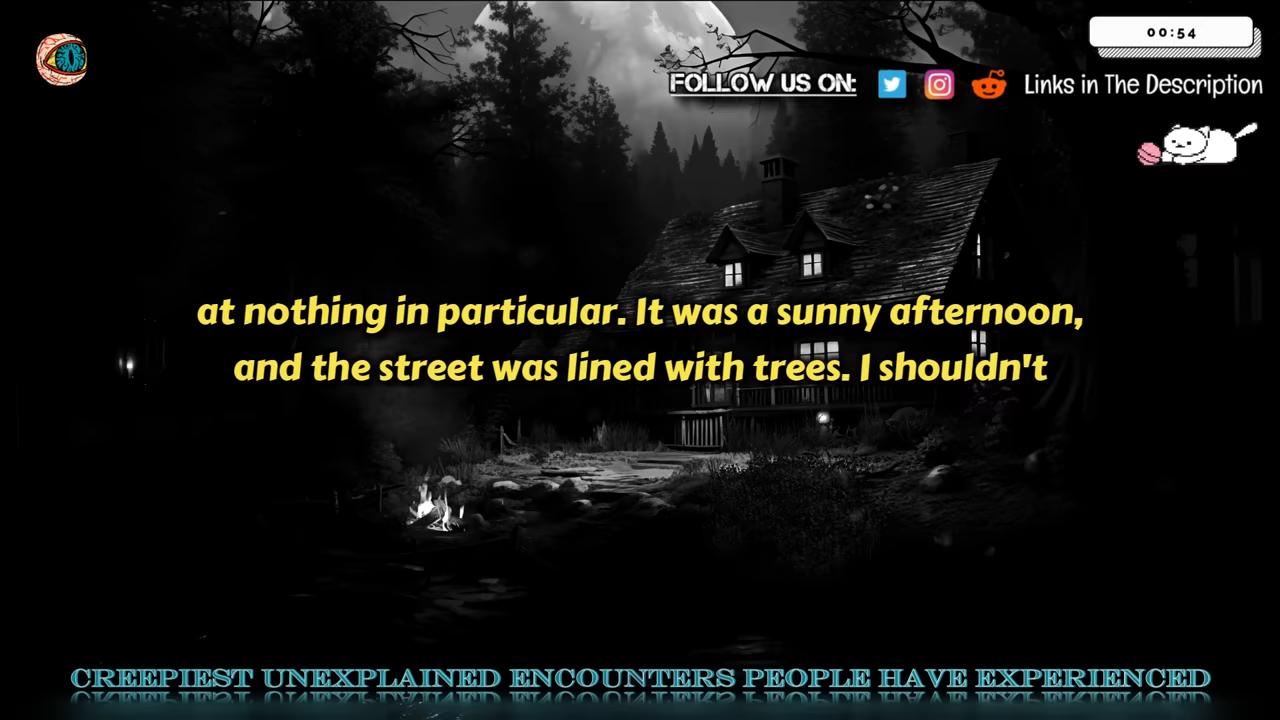 00:54
FOLLOW US ON: Links in The Description
at nothing in particular. It was a sunny afternoon,
and the street was lined with trees. I shouldn't
CREEPIEST UNEXPLAINED ENCOUNTERS PEOPLE HAVE EXPERIENCED